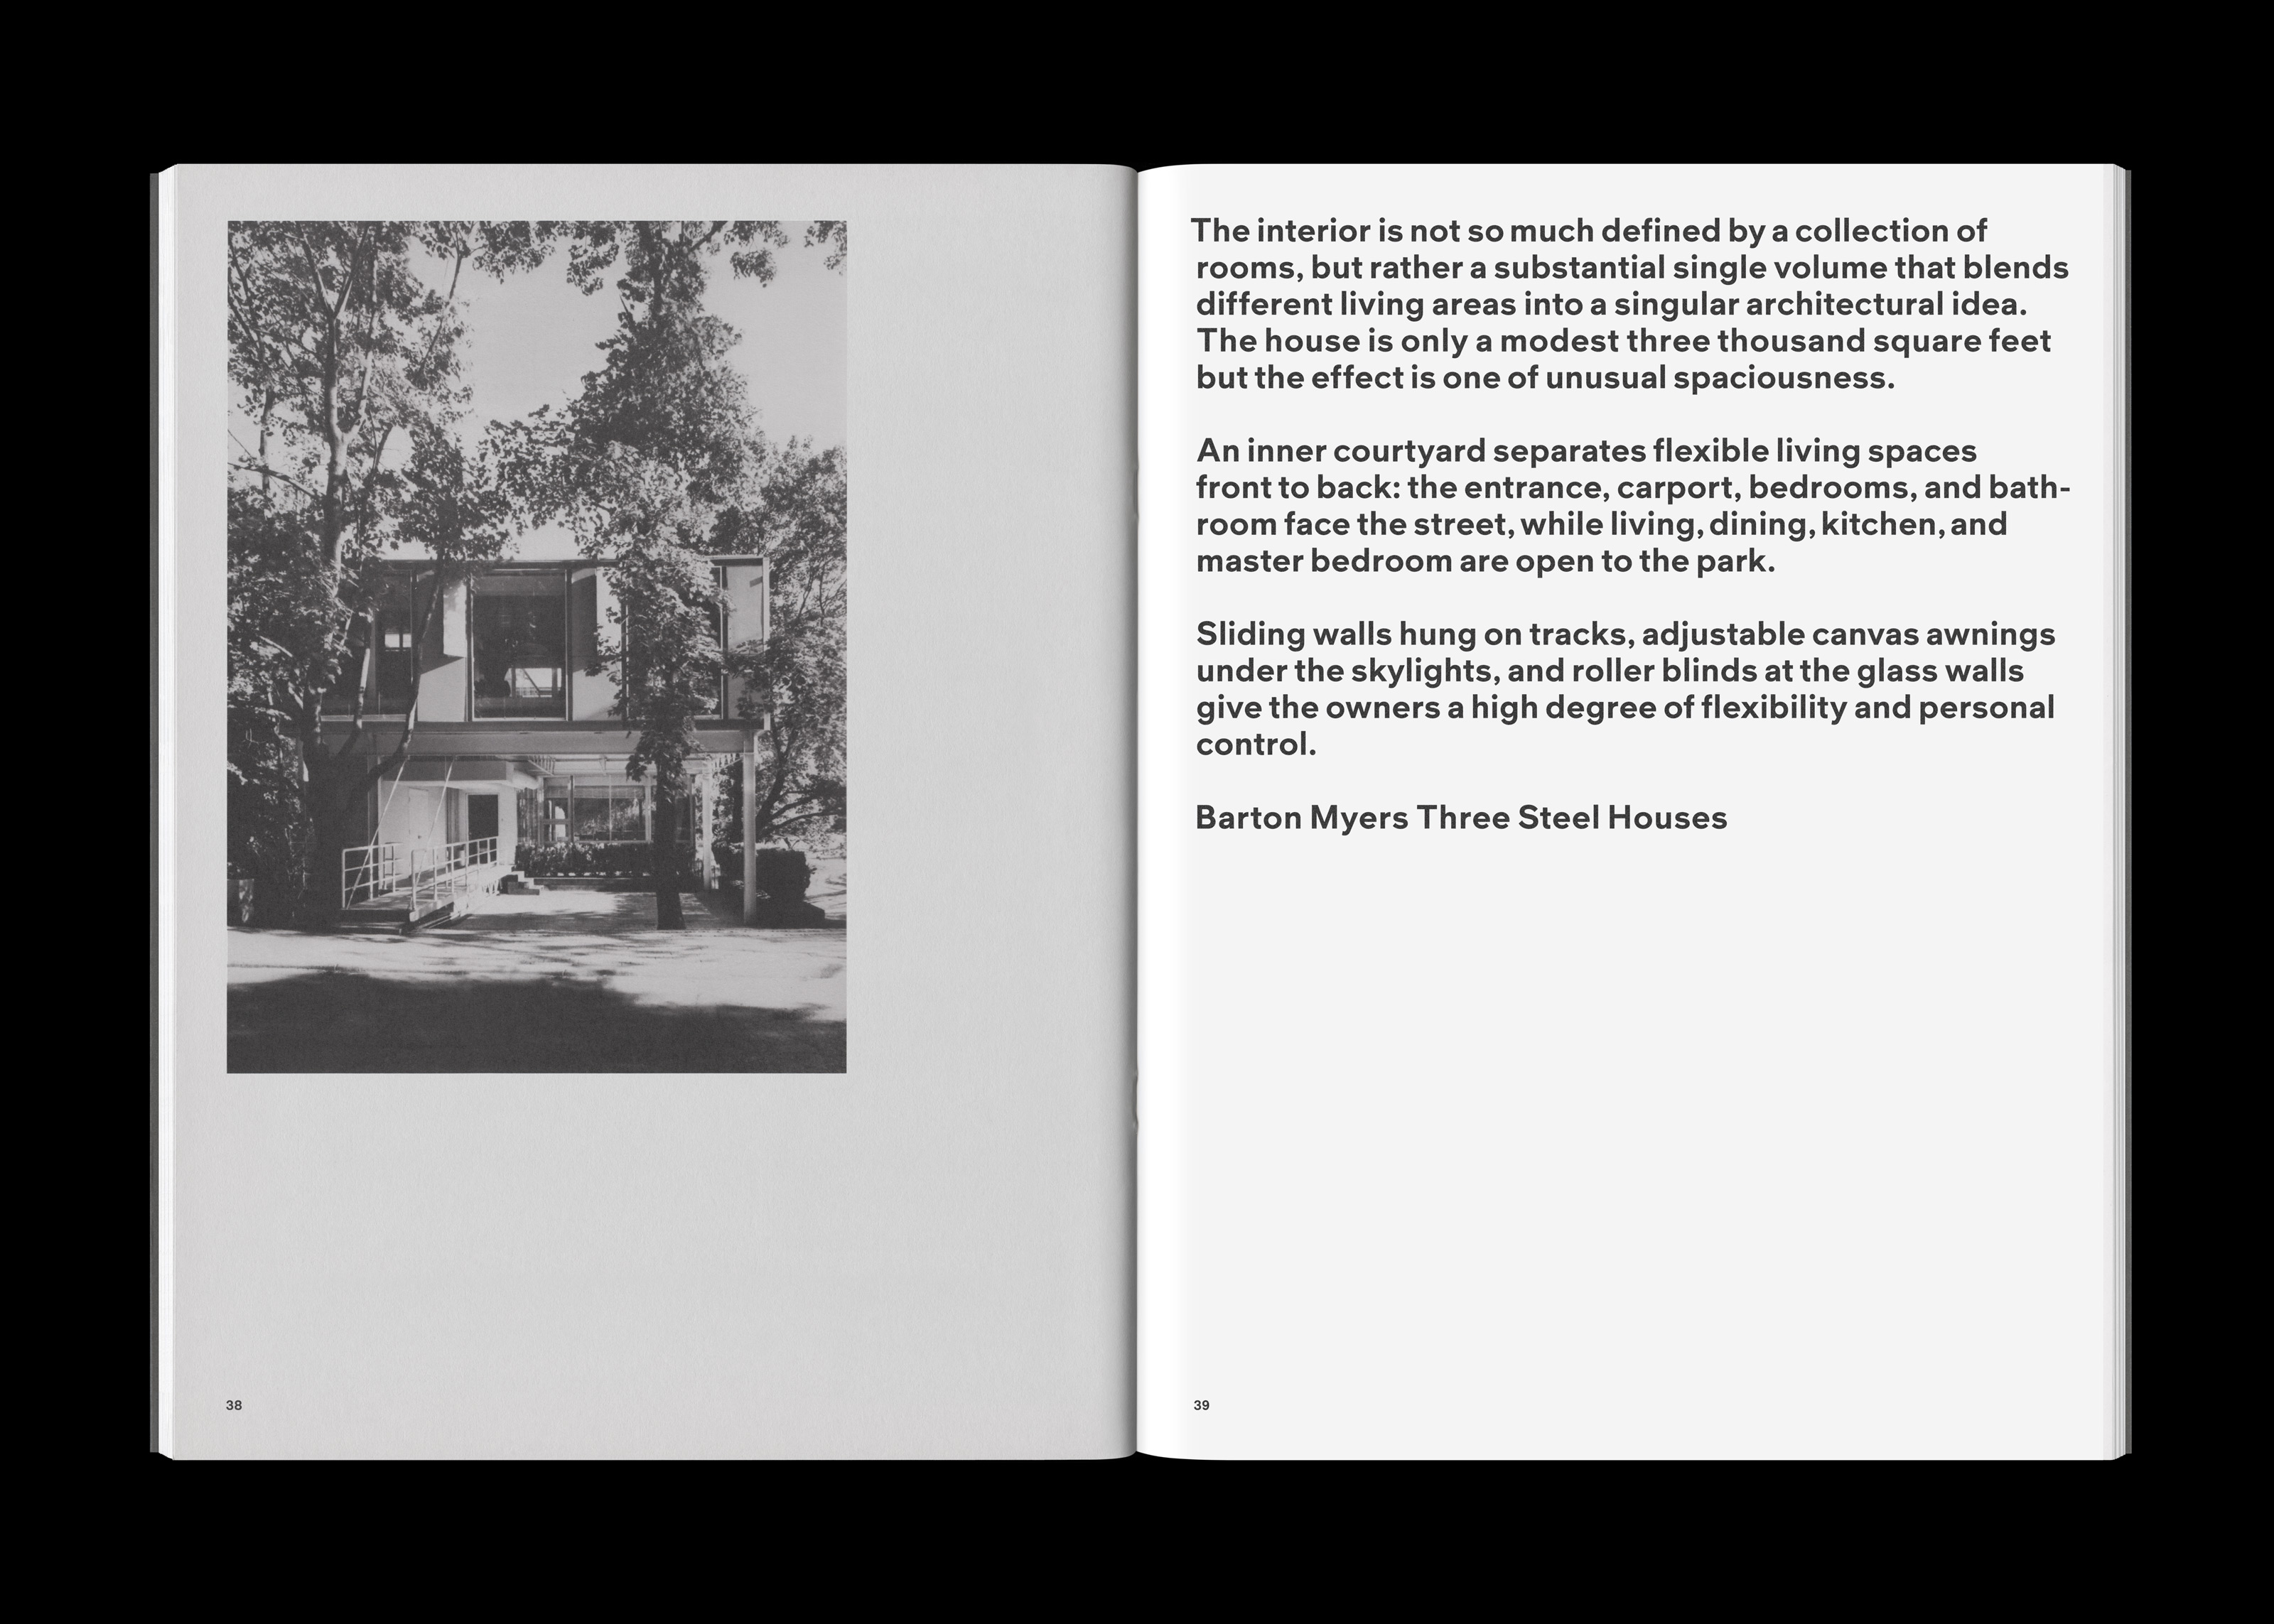 The interior is not so much defined by a collection of
rooms, but rather a substantial single volume that blends
different living areas into a singular architectural idea.
The house is only a modest three thousand square feet
but the effect is one of unusual spaciousness.
An inner courtyard separates flexible living spaces
front to back: the entrance, carport, bedrooms, and bath-
room face the street, while living, dining, kitchen, and
master bedroom are open to the park.
Sliding walls hung on tracks, adjustable canvas awnings
under the skylights, and roller blinds at the glass walls
give the owners a high degree of flexibility and personal
control.
Barton Myers Three Steel Houses
38
39